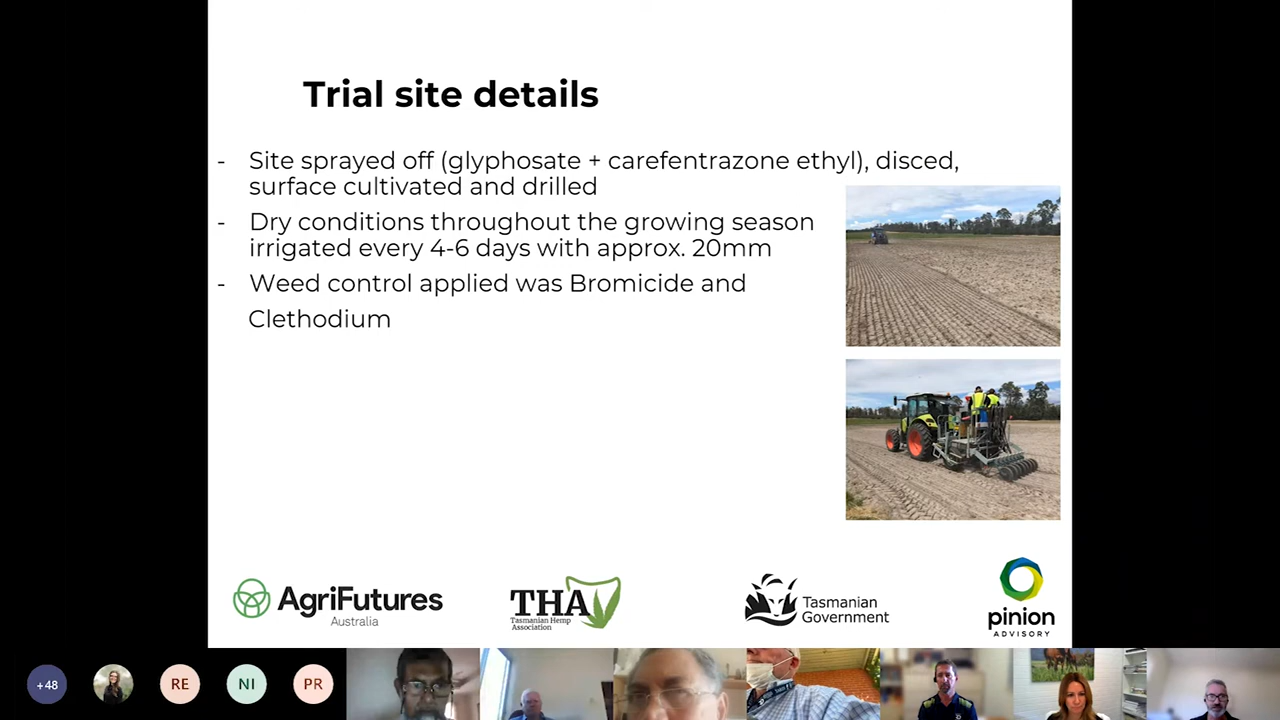 Trial site details
- Site sprayed off (glyphosate + carefentrazone ethyl), disced,
surface cultivated and drilled
- Dry conditions throughout the growing season
irrigated every 4-6 days with approx. 20mm
- Weed control applied was Bromicide and
Clethodium
AgriFutures
Australia
THA
Tasmanian Hemp
Association
Tasmanian
Government
pinion
ADVISORY
+48
RE
NI
PR